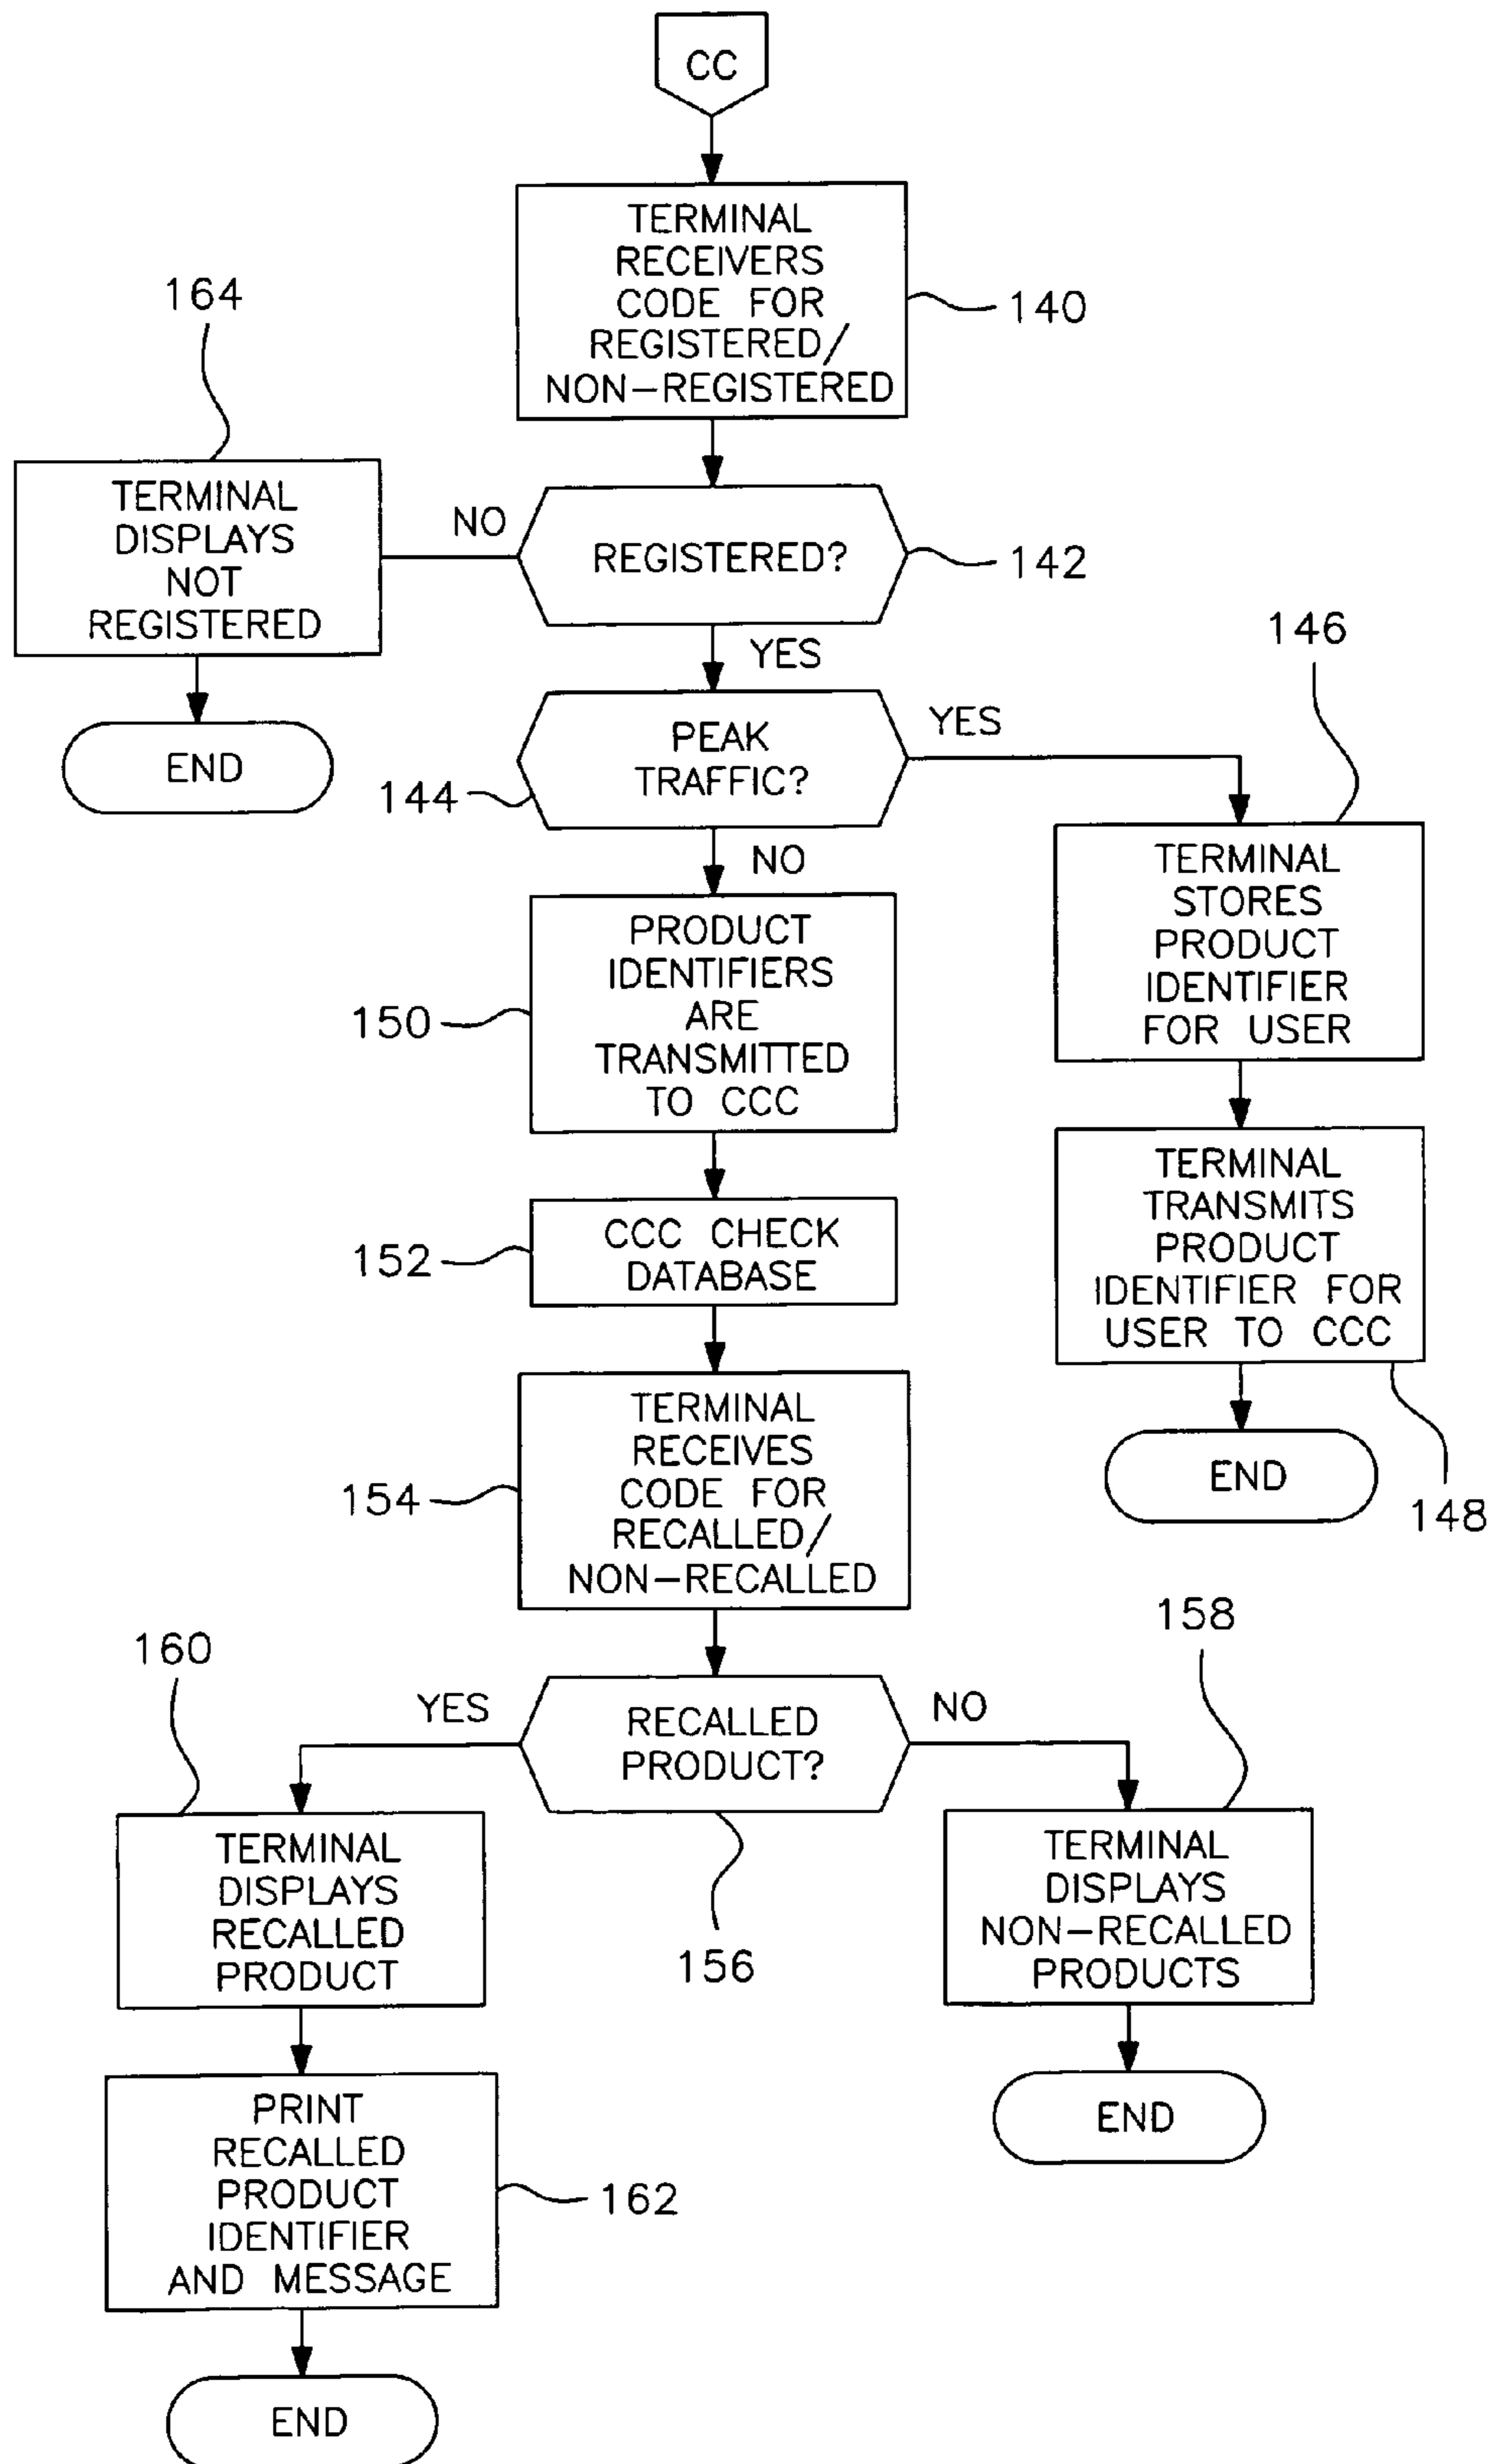 CC
TERMINAL
RECEIVERS
CODE FOR
REGISTERED/
NON-REGISTERED
140
164
TERMINAL
DISPLAYS
NOT
REGISTERED
NO
REGISTERED?
142
YES
END
PEAK
TRAFFIC?
144
YES
146
NO
TERMINAL
STORES
PRODUCT
IDENTIFIER
FOR USER
PRODUCT
IDENTIFIERS
ARE
TRANSMITTED
TO CCC
150
TERMINAL
TRANSMITS
PRODUCT
IDENTIFIER FOR
USER TO CCC
148
END
CCC CHECK
DATABASE
152
TERMINAL
RECEIVES
CODE FOR
RECALLED/
NON-RECALLED
154
RECALLED
PRODUCT?
156
YES
NO
160
TERMINAL
DISPLAYS
RECALLED
PRODUCT
158
TERMINAL
DISPLAYS
NON-RECALLED
PRODUCTS
END
PRINT
RECALLED
PRODUCT
IDENTIFIER
AND MESSAGE
162
END